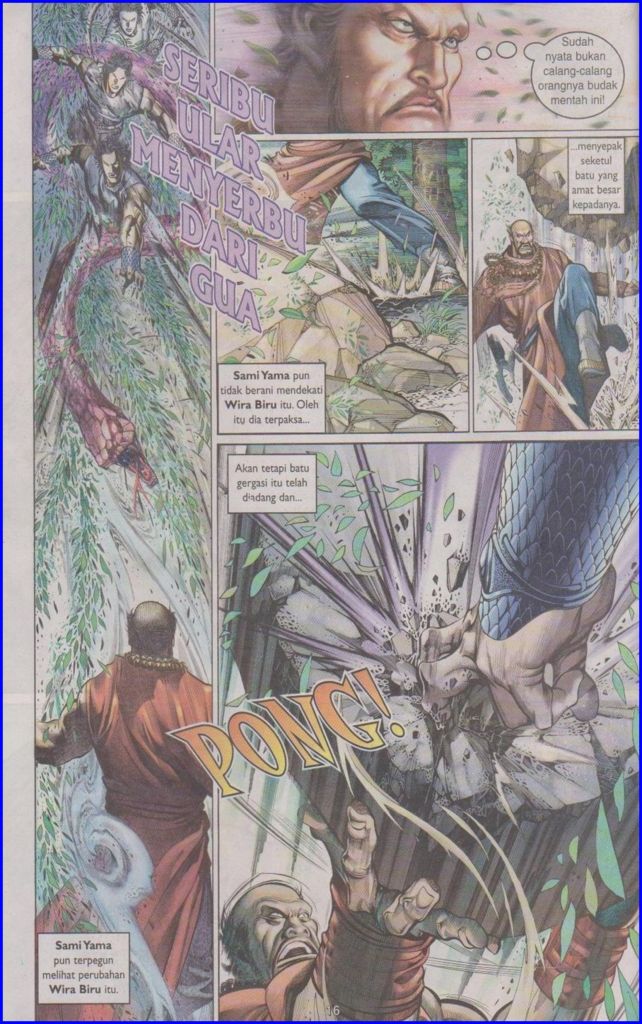 SERIBU
ULAR
MENYERBU
DARI
GUA
Sami Yama
pun terpegun
melihat perubahan
Wira Biru itu.
Sudah
nyata bukan
calang-calang
orangnya budak
mentah ini!
Sami Yama pun
tidak berani mendekati
Wira Biru itu. Oleh
itu dia terpaksa...
...menyepak
seketul
batu yang
amat besar
kepadanya.
Akan tetapi batu
gergasi itu telah
diadang dan...
PONG!
16